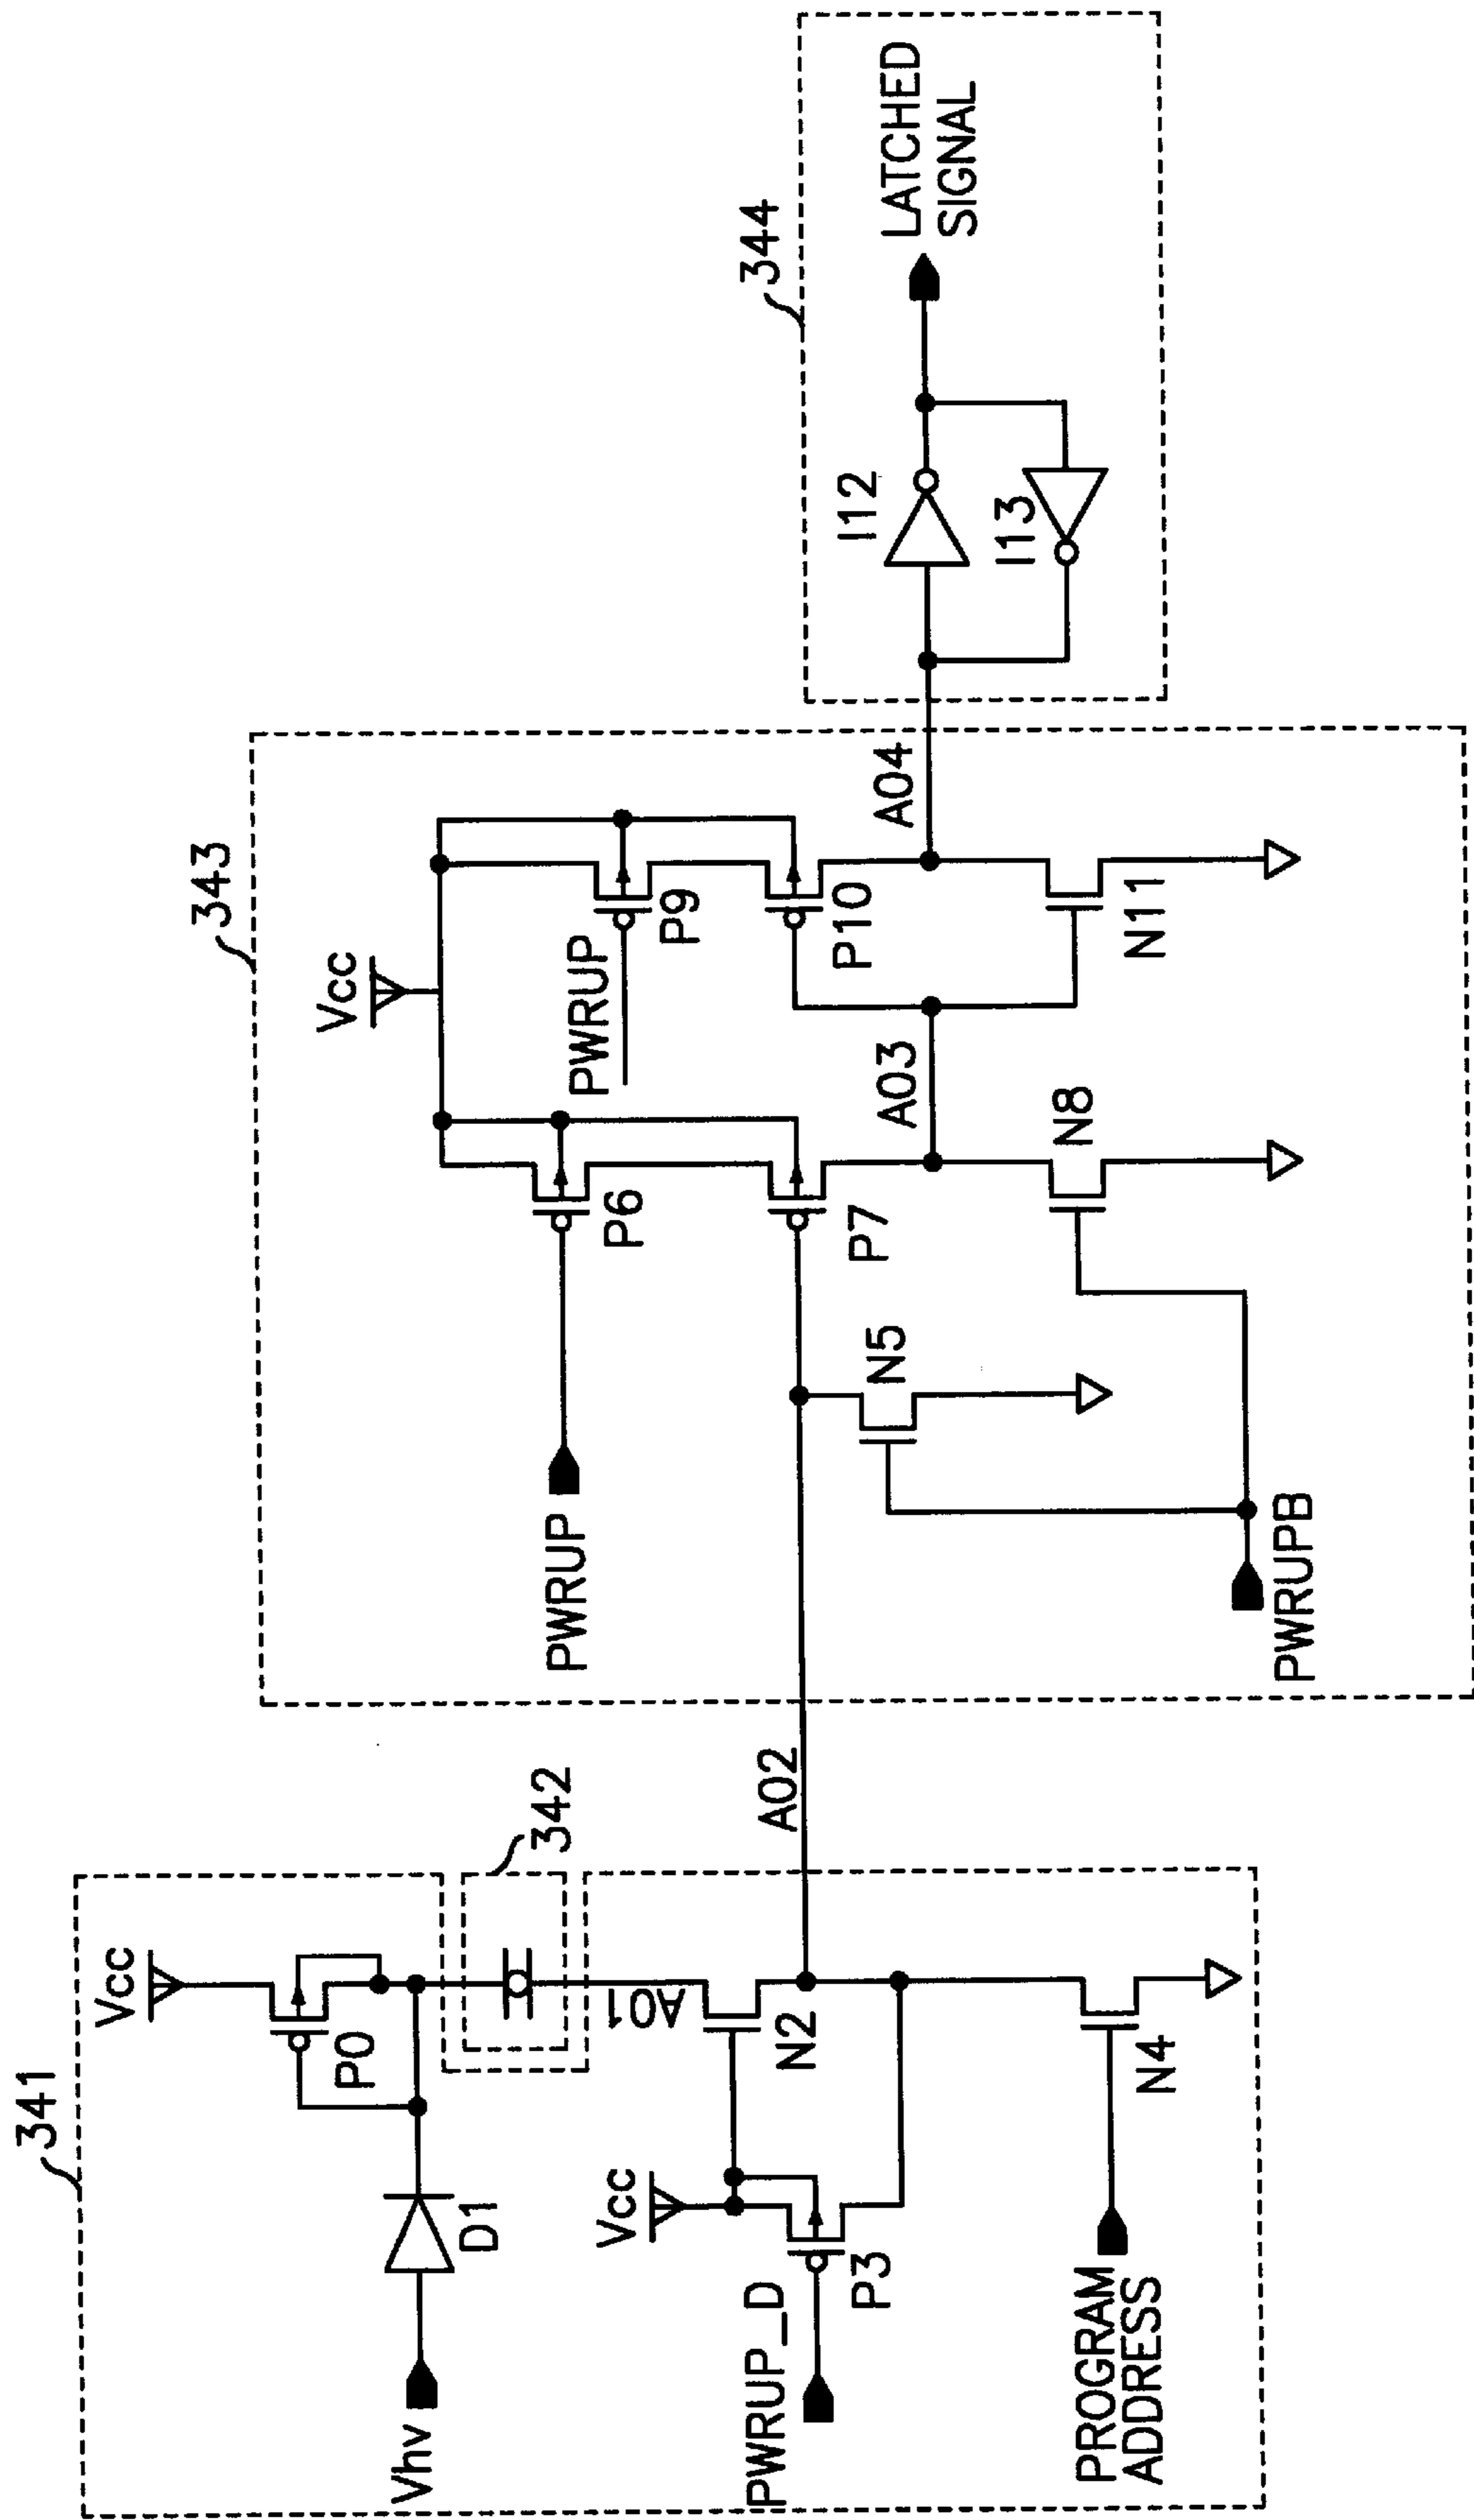 341
Vcc
P0
Vhv
D1
342
A01
Vcc
N2
PWRUP_D
P3
A02
PROGRAM
ADDRESS
N4
343
Vcc
PWRUP
P6
PWRUP
P9
P7
P10
N5
A03
A04
N8
N11
PWRUPB
344
I12
LATCHED
SIGNAL
I13